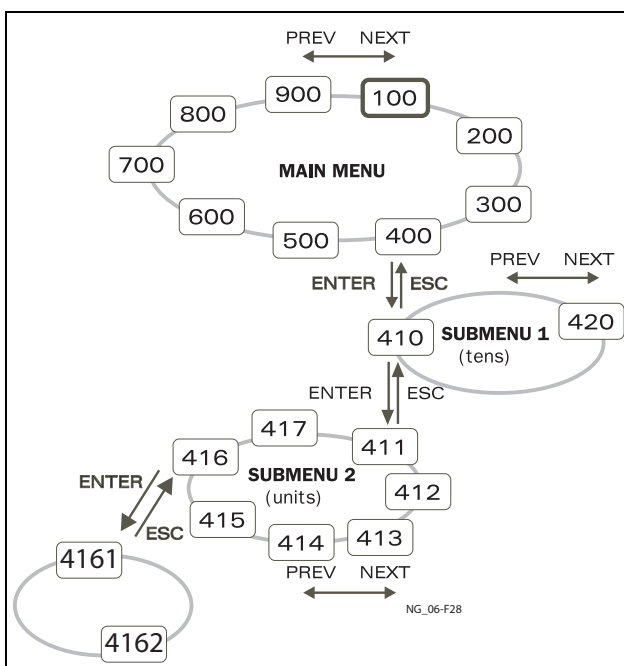 PREV NEXT
900 100
800 200
700 MAIN MENU
600 300
500 400
ENTER ESC
PREV NEXT
410 SUBMENU 1 420
(tens)
ENTER ESC
417 411
416 SUBMENU 2
(units) 412
ENTER ESC
415 413
414
PREV NEXT
4161
4162
NG_06-F28